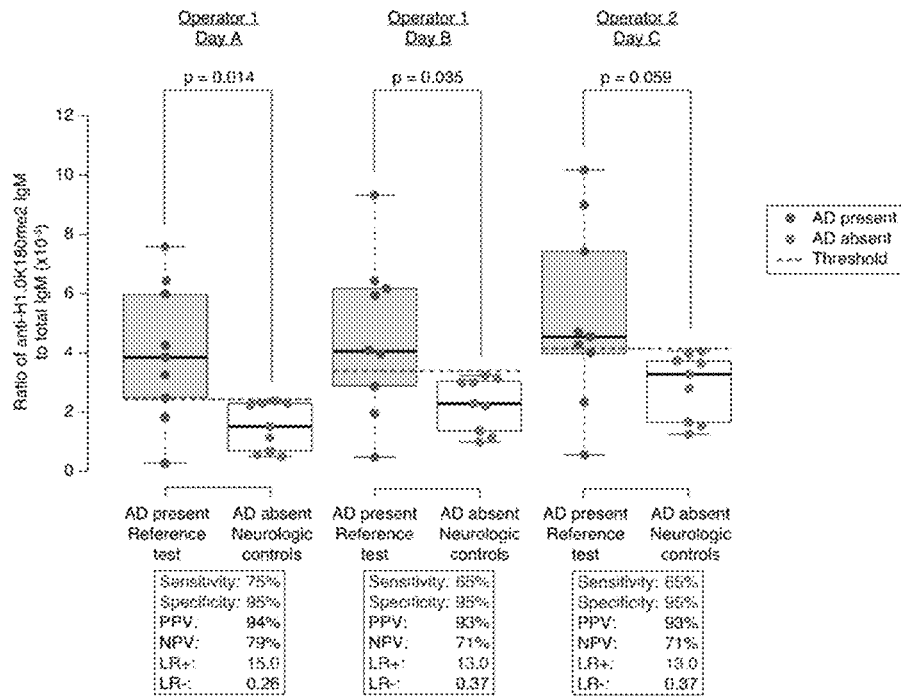 Operator 1
Day A
Operator 1
Day B
Operator 2
Day C
p = 0.014
p = 0.035
p = 0.059
Ratio of anti-H1.0K180me2 IgM
to total IgM (x10⁻³)
12
10
8
6
4
2
0
AD present
AD absent
Threshold
AD present
Reference
test
AD absent
Neurologic
controls
AD present
Reference
test
AD absent
Neurologic
controls
AD present
Reference
test
AD absent
Neurologic
controls
Sensitivity: 75%
Specificity: 95%
PPV: 94%
NPV: 79%
LR+: 15.0
LR-: 0.26
Sensitivity: 65%
Specificity: 95%
PPV: 93%
NPV: 71%
LR+: 13.0
LR-: 0.37
Sensitivity: 65%
Specificity: 95%
PPV: 93%
NPV: 71%
LR+: 13.0
LR-: 0.37